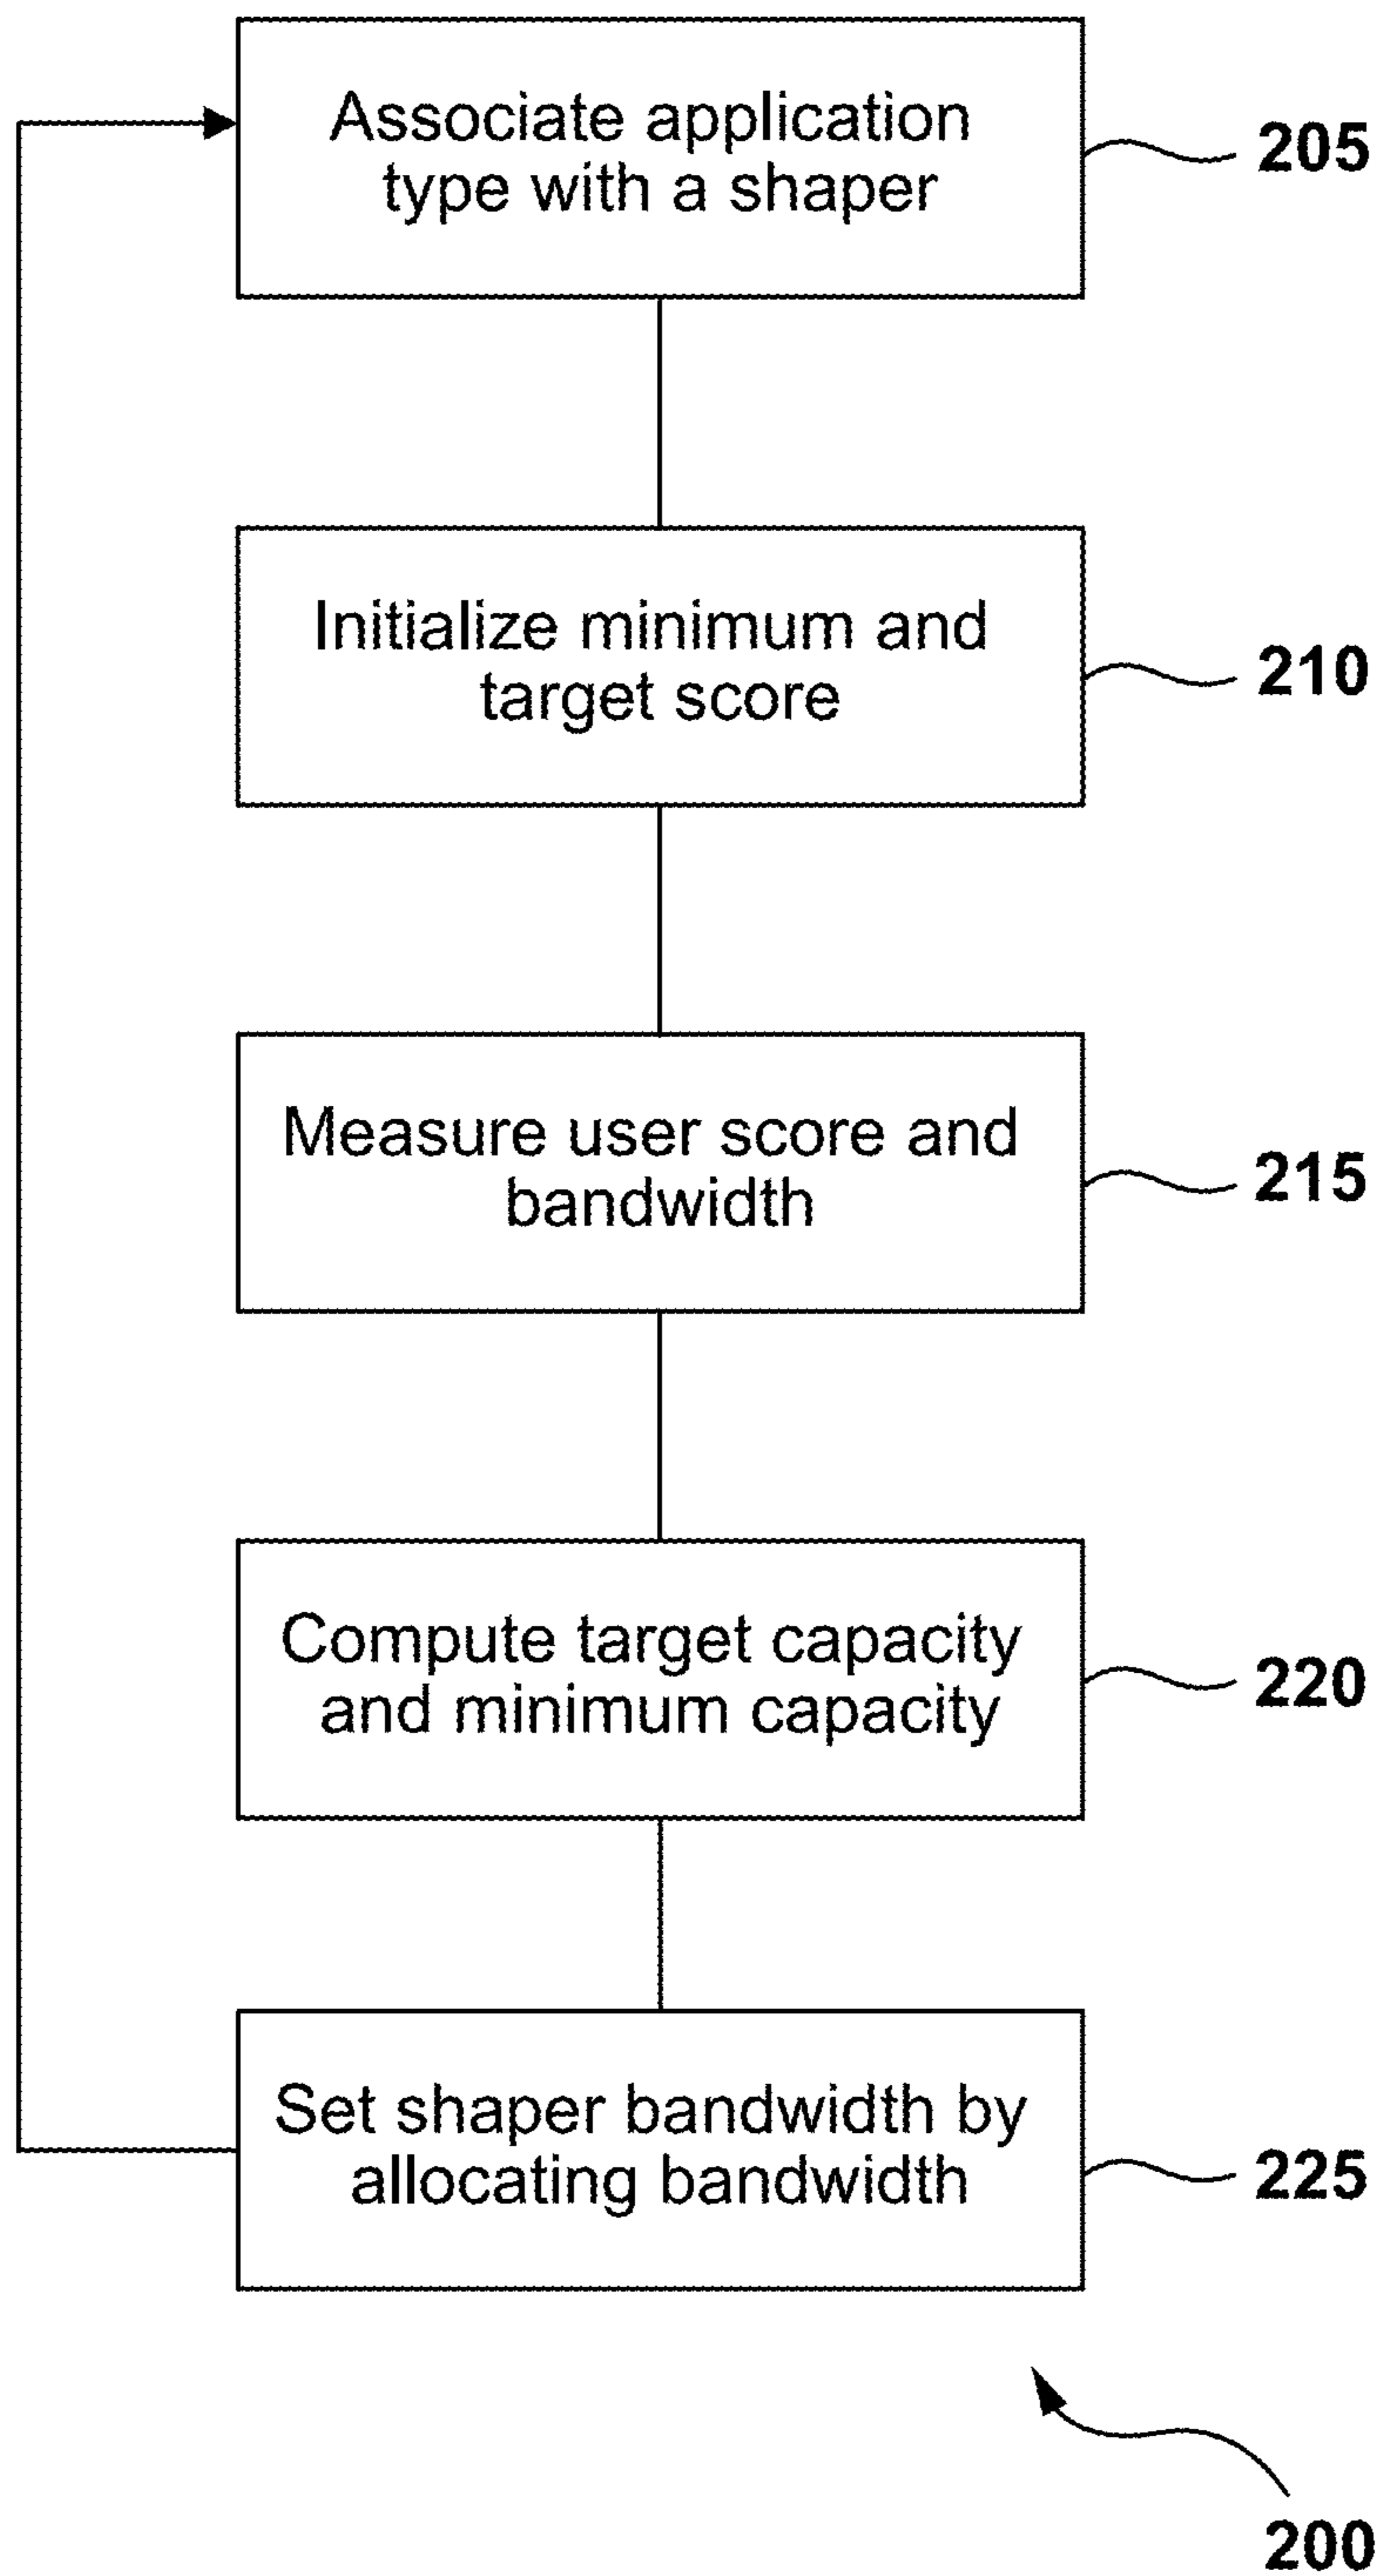 Associate application
type with a shaper
205
Initialize minimum and
target score
210
Measure user score and
bandwidth
215
Compute target capacity
and minimum capacity
220
Set shaper bandwidth by
allocating bandwidth
225
200